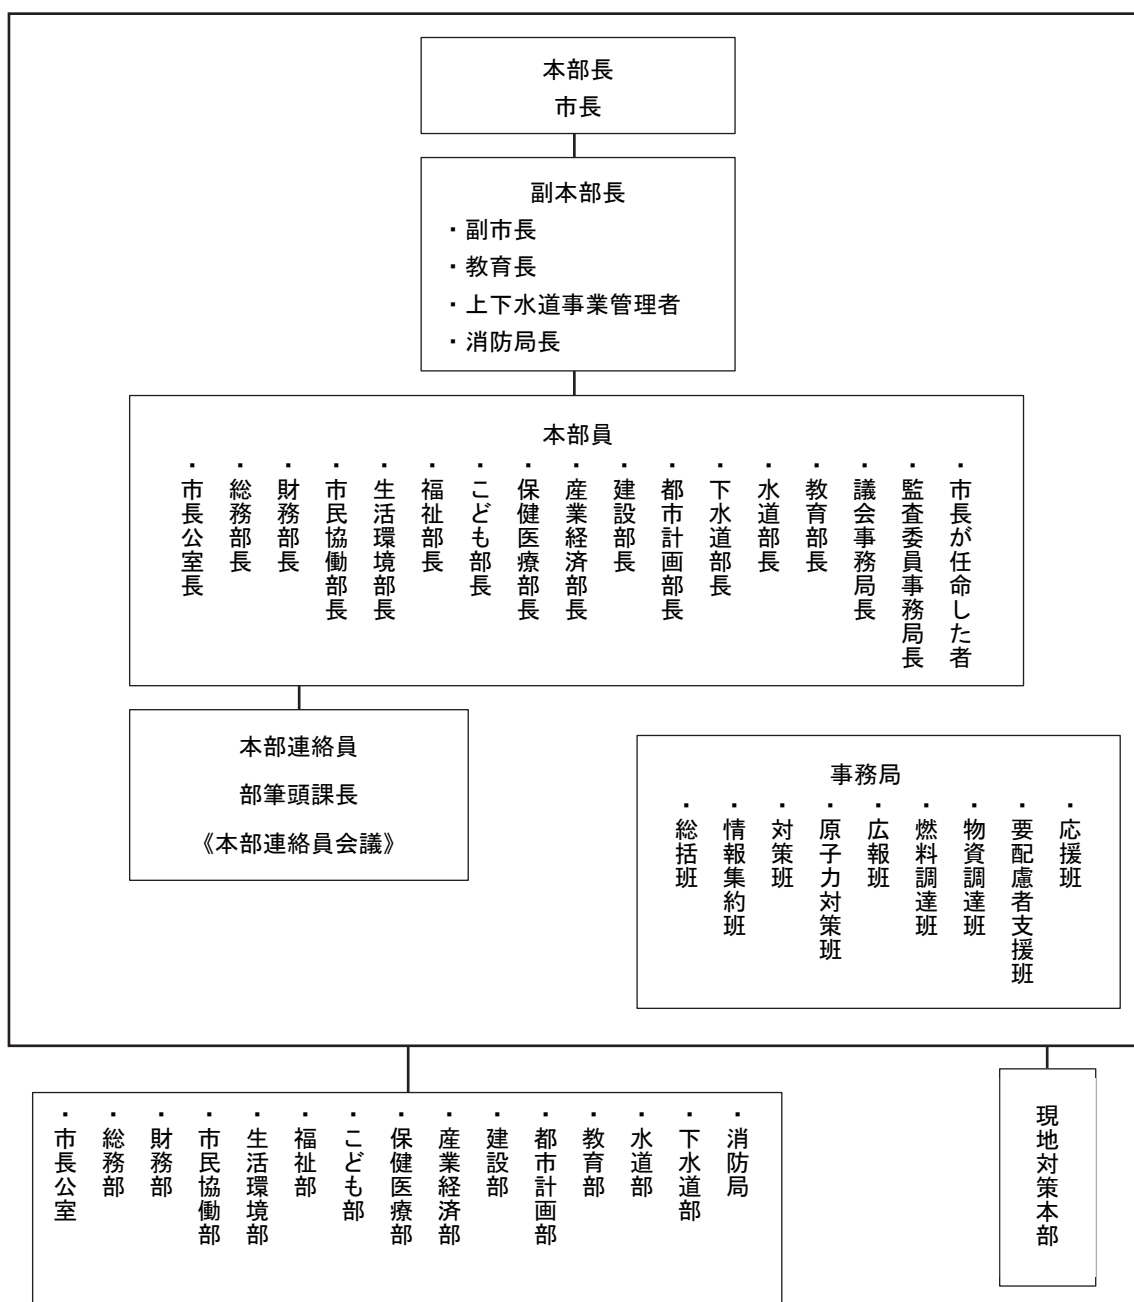 本部長
市長
副本部長
・副市長
・教育長
・上下水道事業管理者
・消防局長
本部員
・市長公室長
・総務部長
・財務部長
・市民協働部長
・生活環境部長
・福祉部長
・こども部長
・保健医療部長
・産業経済部長
・建設部長
・都市計画部長
・下水道部長
・水道部長
・教育部長
・議会事務局長
・監査委員事務局長
・市長が任命した者
本部連絡員
部筆頭課長
《本部連絡員会議》
事務局
・総括班
・情報集約班
・対策班
・原子力対策班
・広報班
・燃料調達班
・物資調達班
・要配慮者支援班
・応援班
・市長公室
・総務部
・財務部
・市民協働部
・生活環境部
・福祉部
・こども部
・保健医療部
・産業経済部
・建設部
・都市計画部
・教育部
・水道部
・下水道部
・消防局
現地対策本部